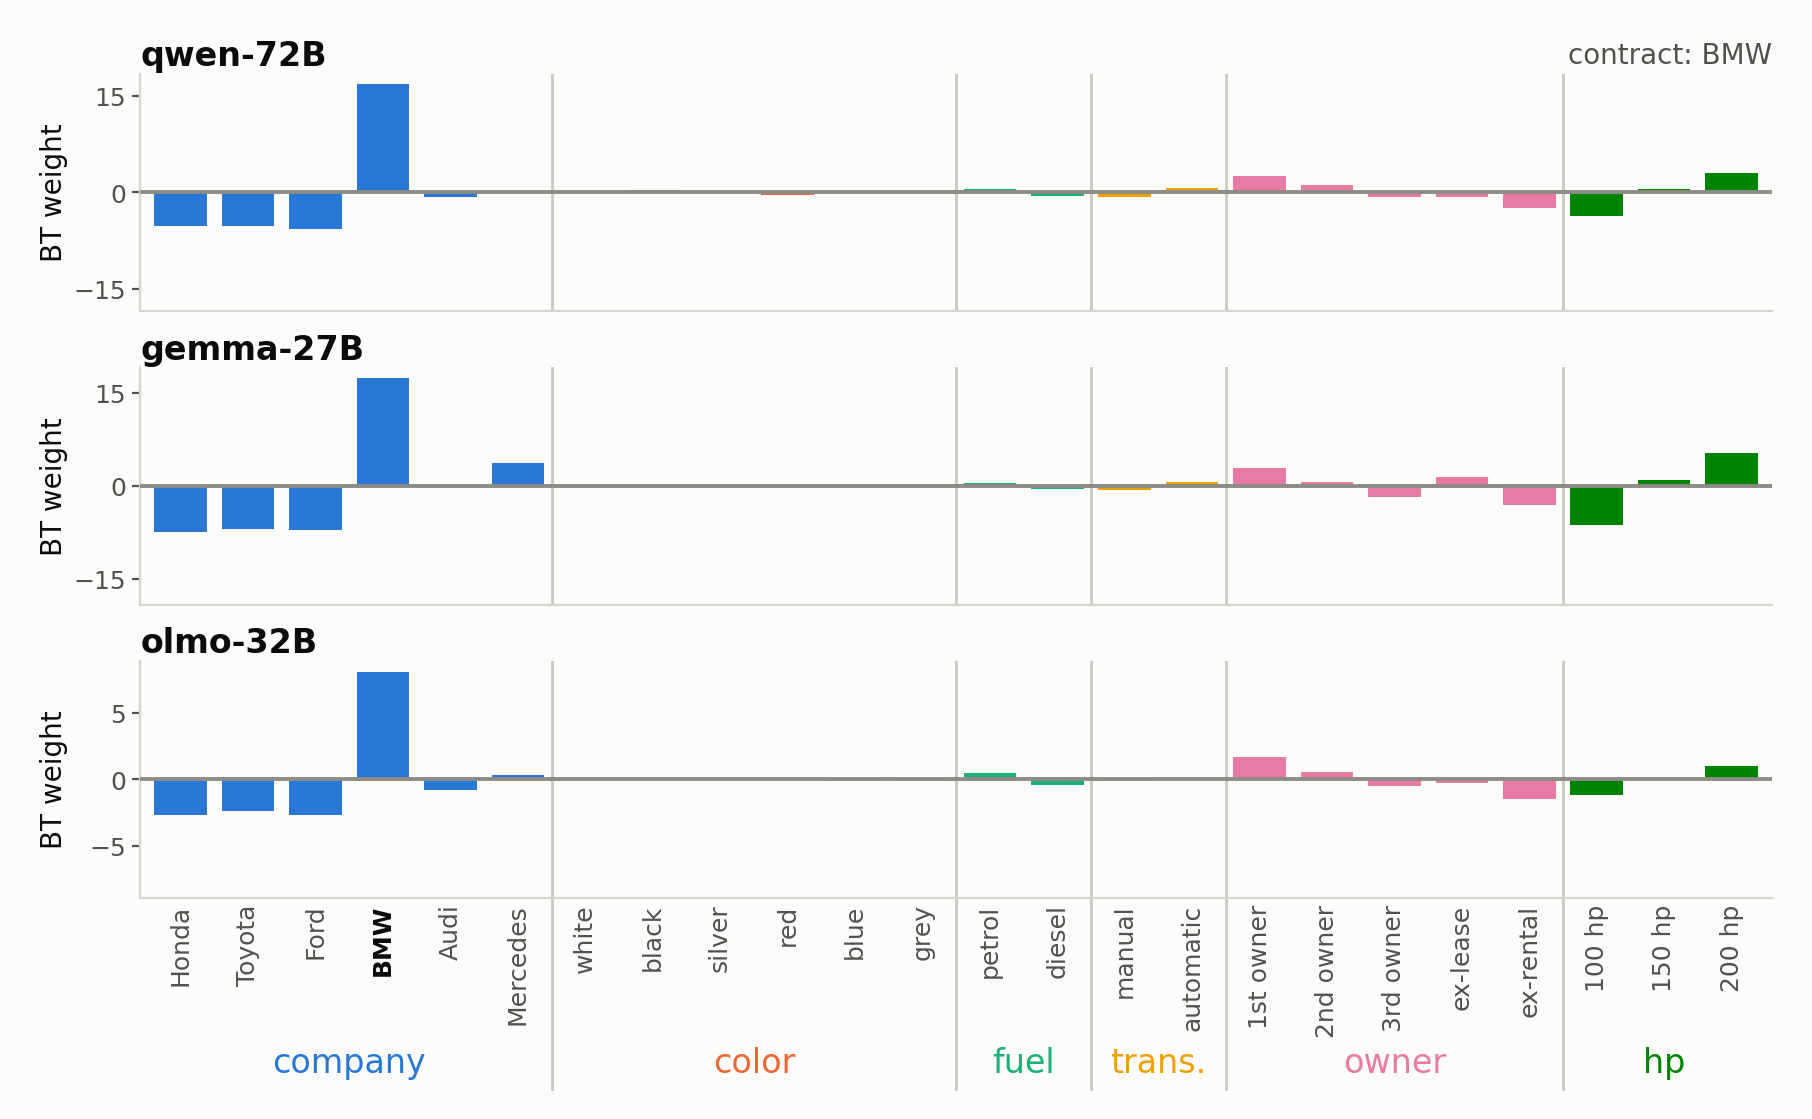 qwen-72B
contract: BMW
BT weight
15
0
−15
gemma-27B
BT weight
15
0
−15
olmo-32B
BT weight
5
0
−5
Honda
Toyota
Ford
BMW
Audi
Mercedes
white
black
silver
red
blue
grey
petrol
diesel
manual
automatic
1st owner
2nd owner
3rd owner
ex-lease
ex-rental
100 hp
150 hp
200 hp
company
color
fuel
trans.
owner
hp